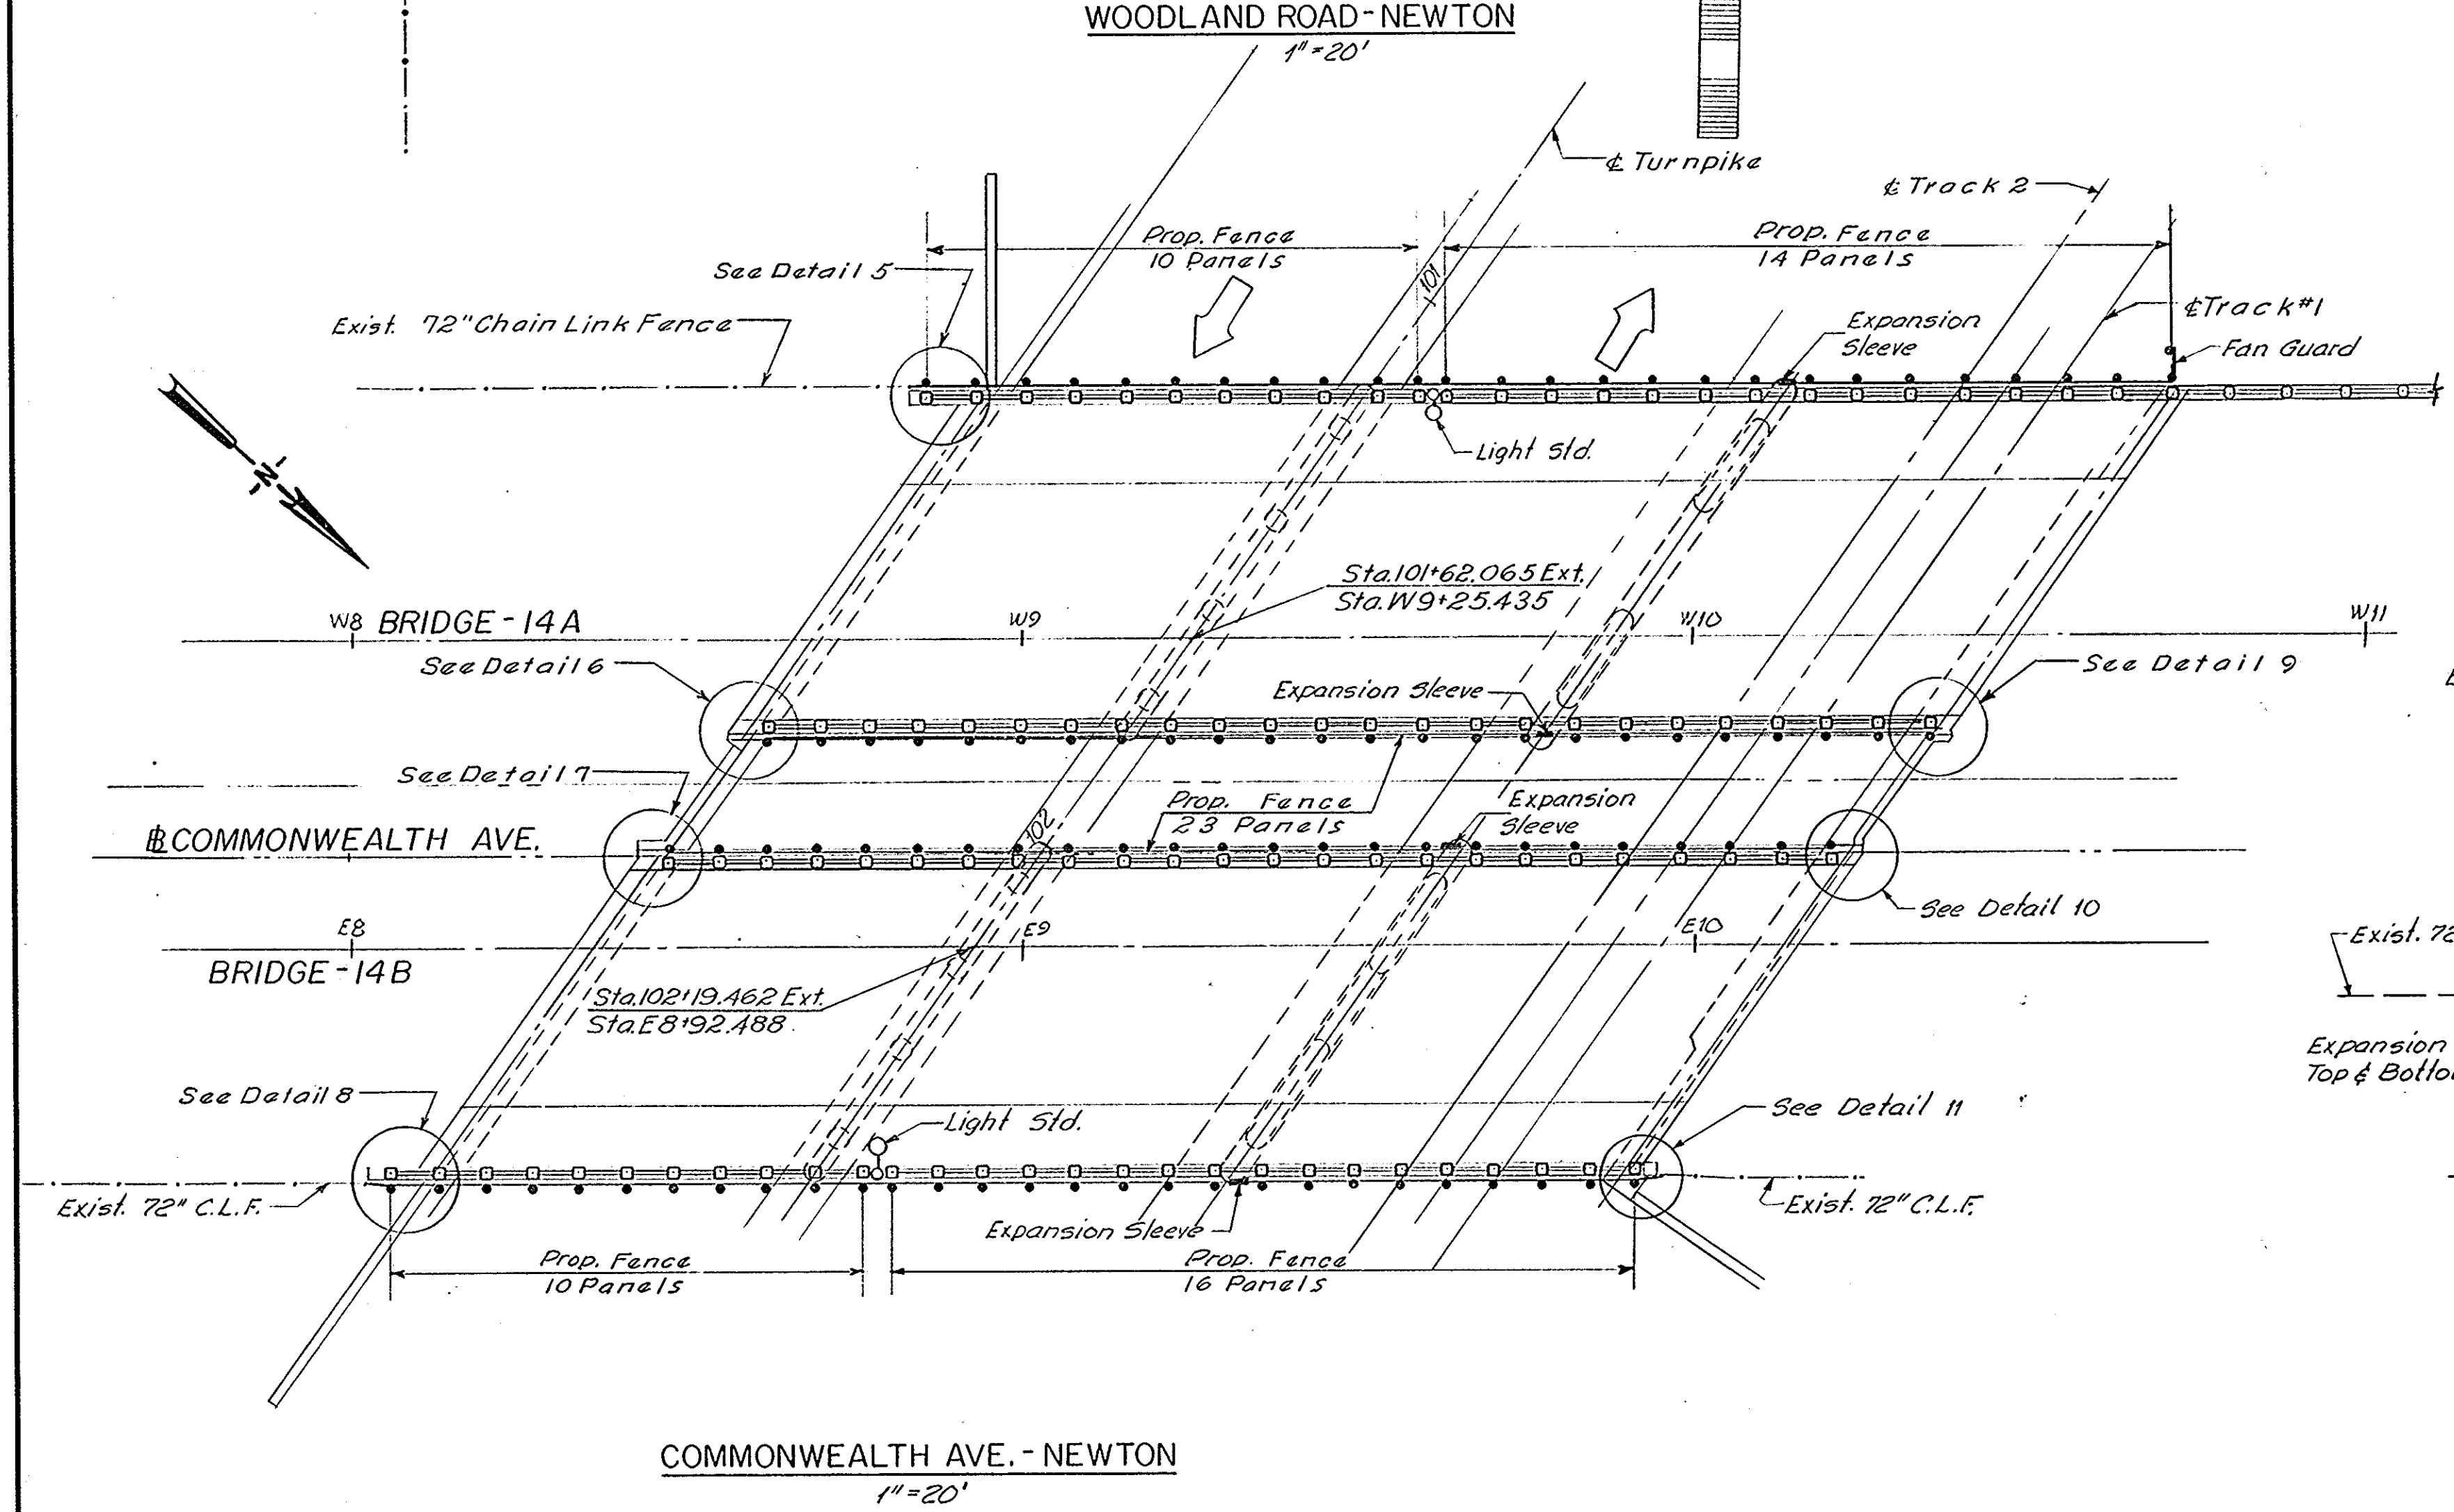 WOODLAND ROAD-NEWTON
1"=20'
℄ Turnpike
℄ Track 2
Prop. Fence
10 Panels
Prop. Fence
14 Panels
See Detail 5
101
Exist. 72" Chain Link Fence
℄ Track #1
Expansion
Sleeve
Fan Guard
Light Std.
N
Sta.101+62.065 Ext.
Sta.W9+25.435
W8
BRIDGE-14A
W9
W10
W11
See Detail 6
See Detail 9
Expansion Sleeve
See Detail 7
Prop. Fence
23 Panels
Expansion
Sleeve
102
COMMONWEALTH AVE.
See Detail 10
E8
E9
E10
Exist. 72
BRIDGE-14B
Sta.102+19.462 Ext.
Sta.E8+92.488
Expansion
Top & Botto
See Detail 8
Light Std.
See Detail 11
Exist. 72" C.L.F.
Exist. 72" C.L.F.
Expansion Sleeve
Prop. Fence
10 Panels
Prop. Fence
16 Panels
COMMONWEALTH AVE.-NEWTON
1"=20'